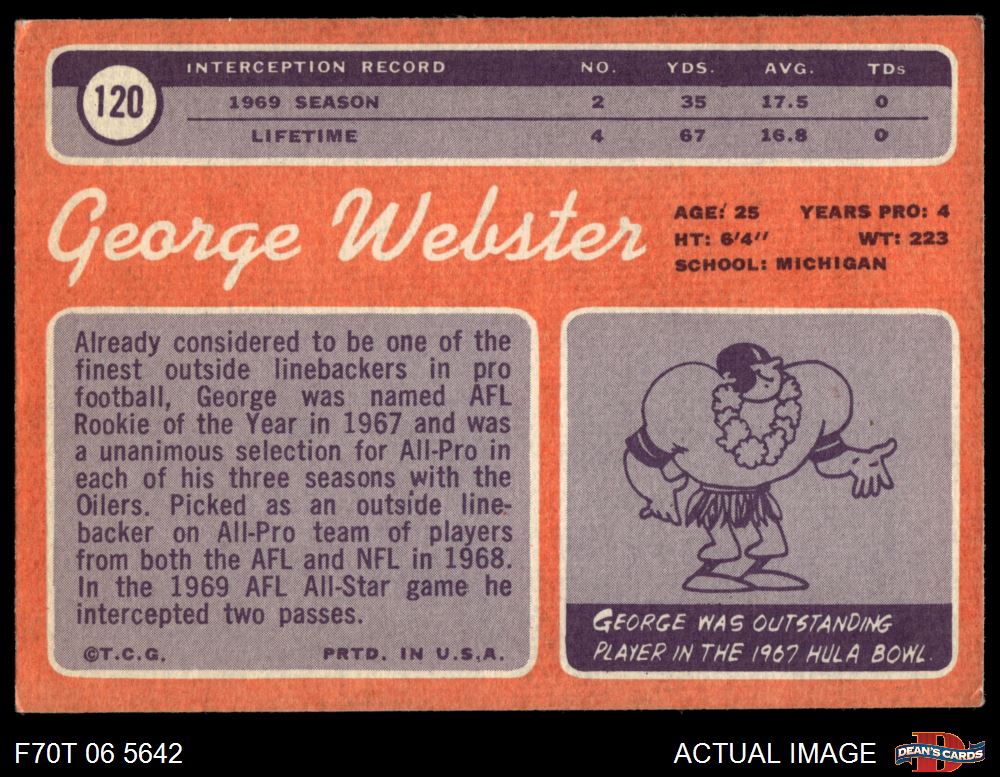 120
INTERCEPTION RECORD NO. YDS. AVG. TDs
1969 SEASON 2 35 17.5 0
LIFETIME 4 67 16.8 0
George Webster
AGE: 25 YEARS PRO: 4
HT: 6'4'' WT: 223
SCHOOL: MICHIGAN
Already considered to be one of the
finest outside linebackers in pro
football, George was named AFL
Rookie of the Year in 1967 and was
a unanimous selection for All-Pro in
each of his three seasons with the
Oilers. Picked as an outside line-
backer on All-Pro team of players
from both the AFL and NFL in 1968.
In the 1969 AFL All-Star game he
intercepted two passes.
©T.C.G. PRTD. IN U.S.A.
GEORGE WAS OUTSTANDING
PLAYER IN THE 1967 HULA BOWL.
F70T 06 5642
ACTUAL IMAGE
D
DEAN'S CARDS